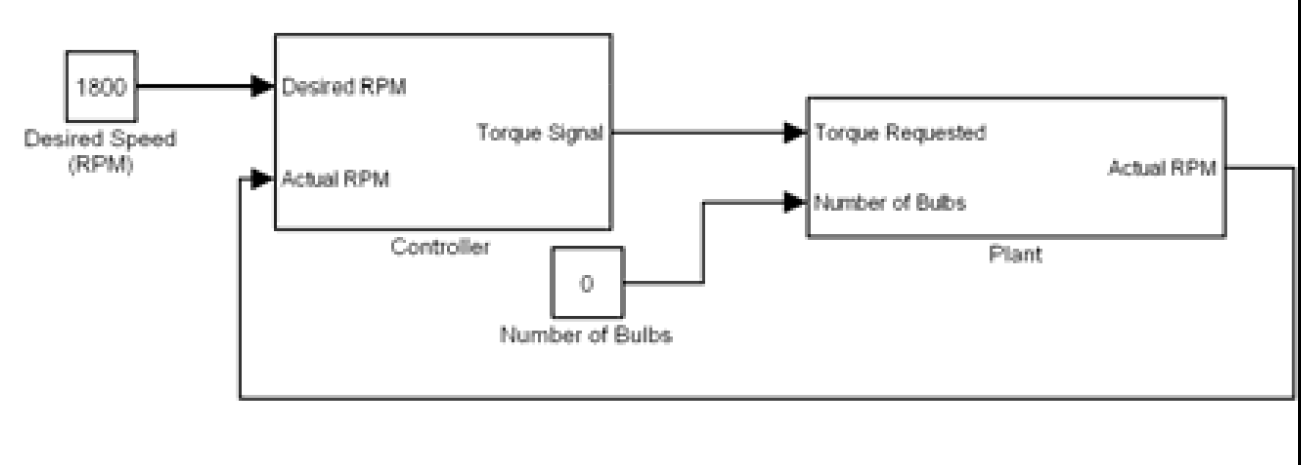 1800
Desired Speed
(RPM)
Desired RPM
Actual RPM
Torque Signal
Controller
0
Number of Bulbs
Torque Requested
Number of Bulbs
Actual RPM
Plant